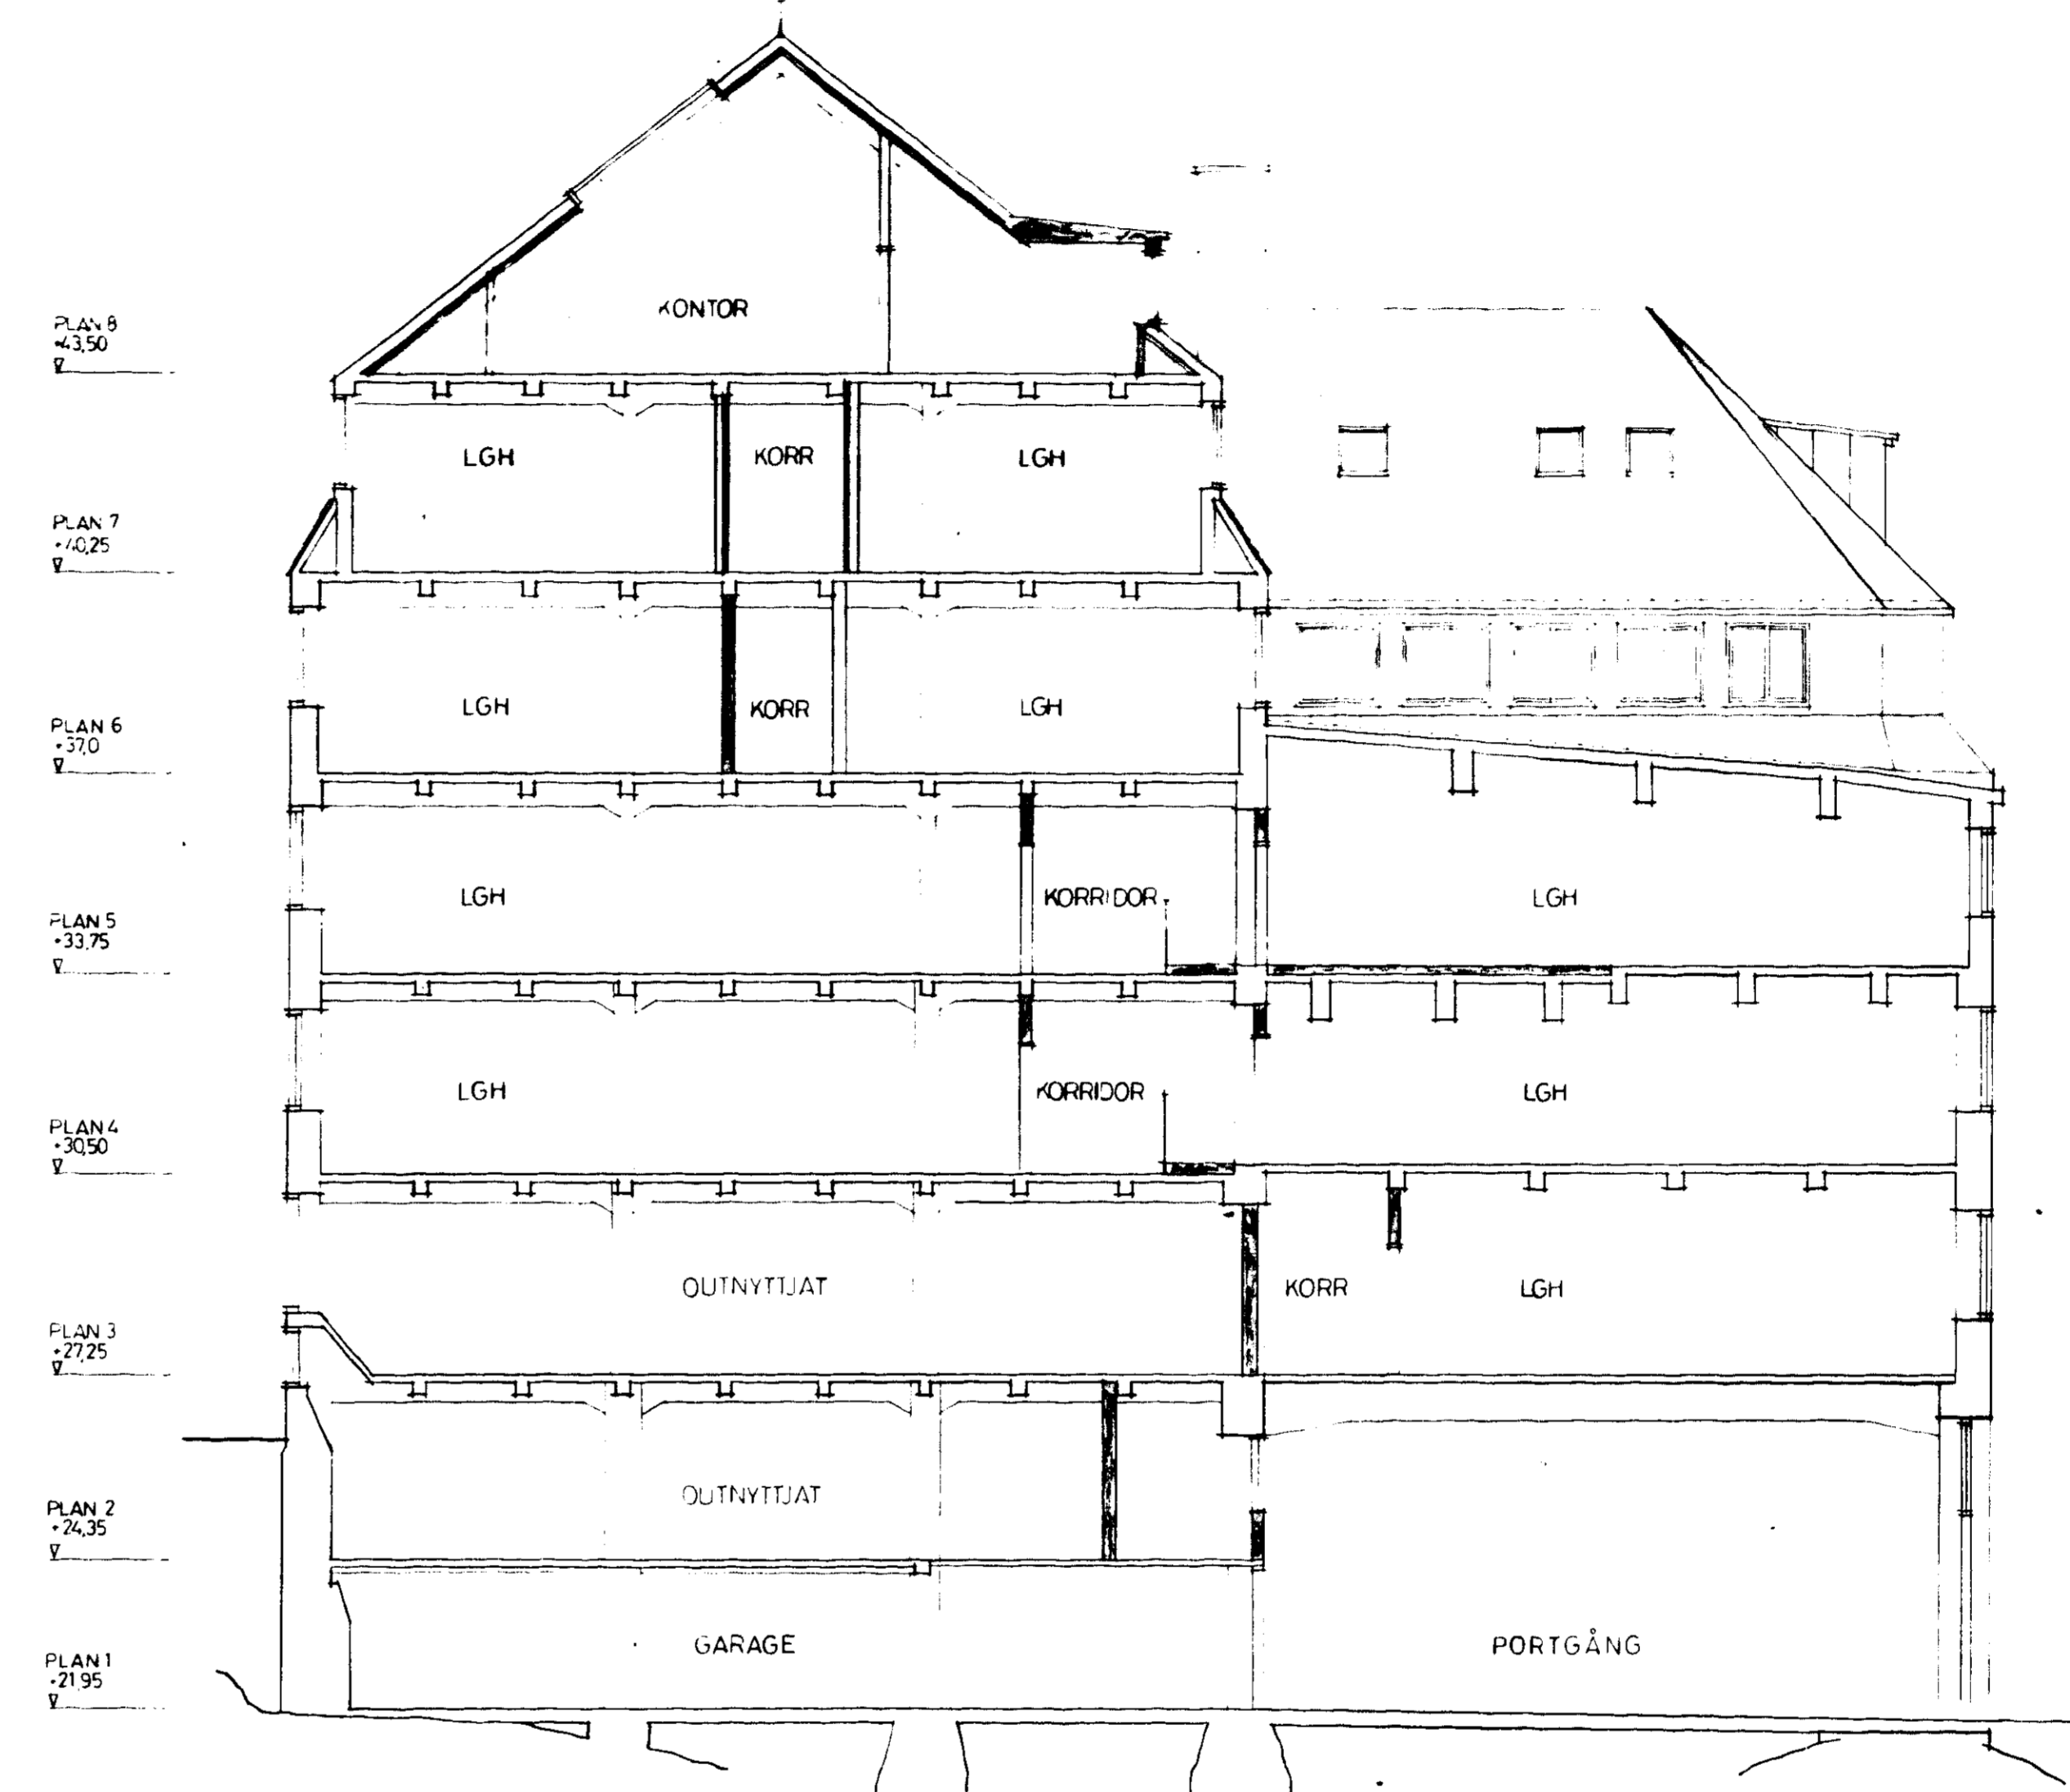 KONTOR
PLAN 8
+43,50
LGH KORR LGH
PLAN 7
+40,25
LGH KORR LGH
PLAN 6
+37,0
LGH KORRIDOR LGH
PLAN 5
+33,75
LGH KORRIDOR LGH
PLAN 4
+30,50
OUTNYTTJAT KORR LGH
PLAN 3
+27,25
OUTNYTTJAT
PLAN 2
+24,35
GARAGE PORTGÅNG
PLAN 1
+21,95